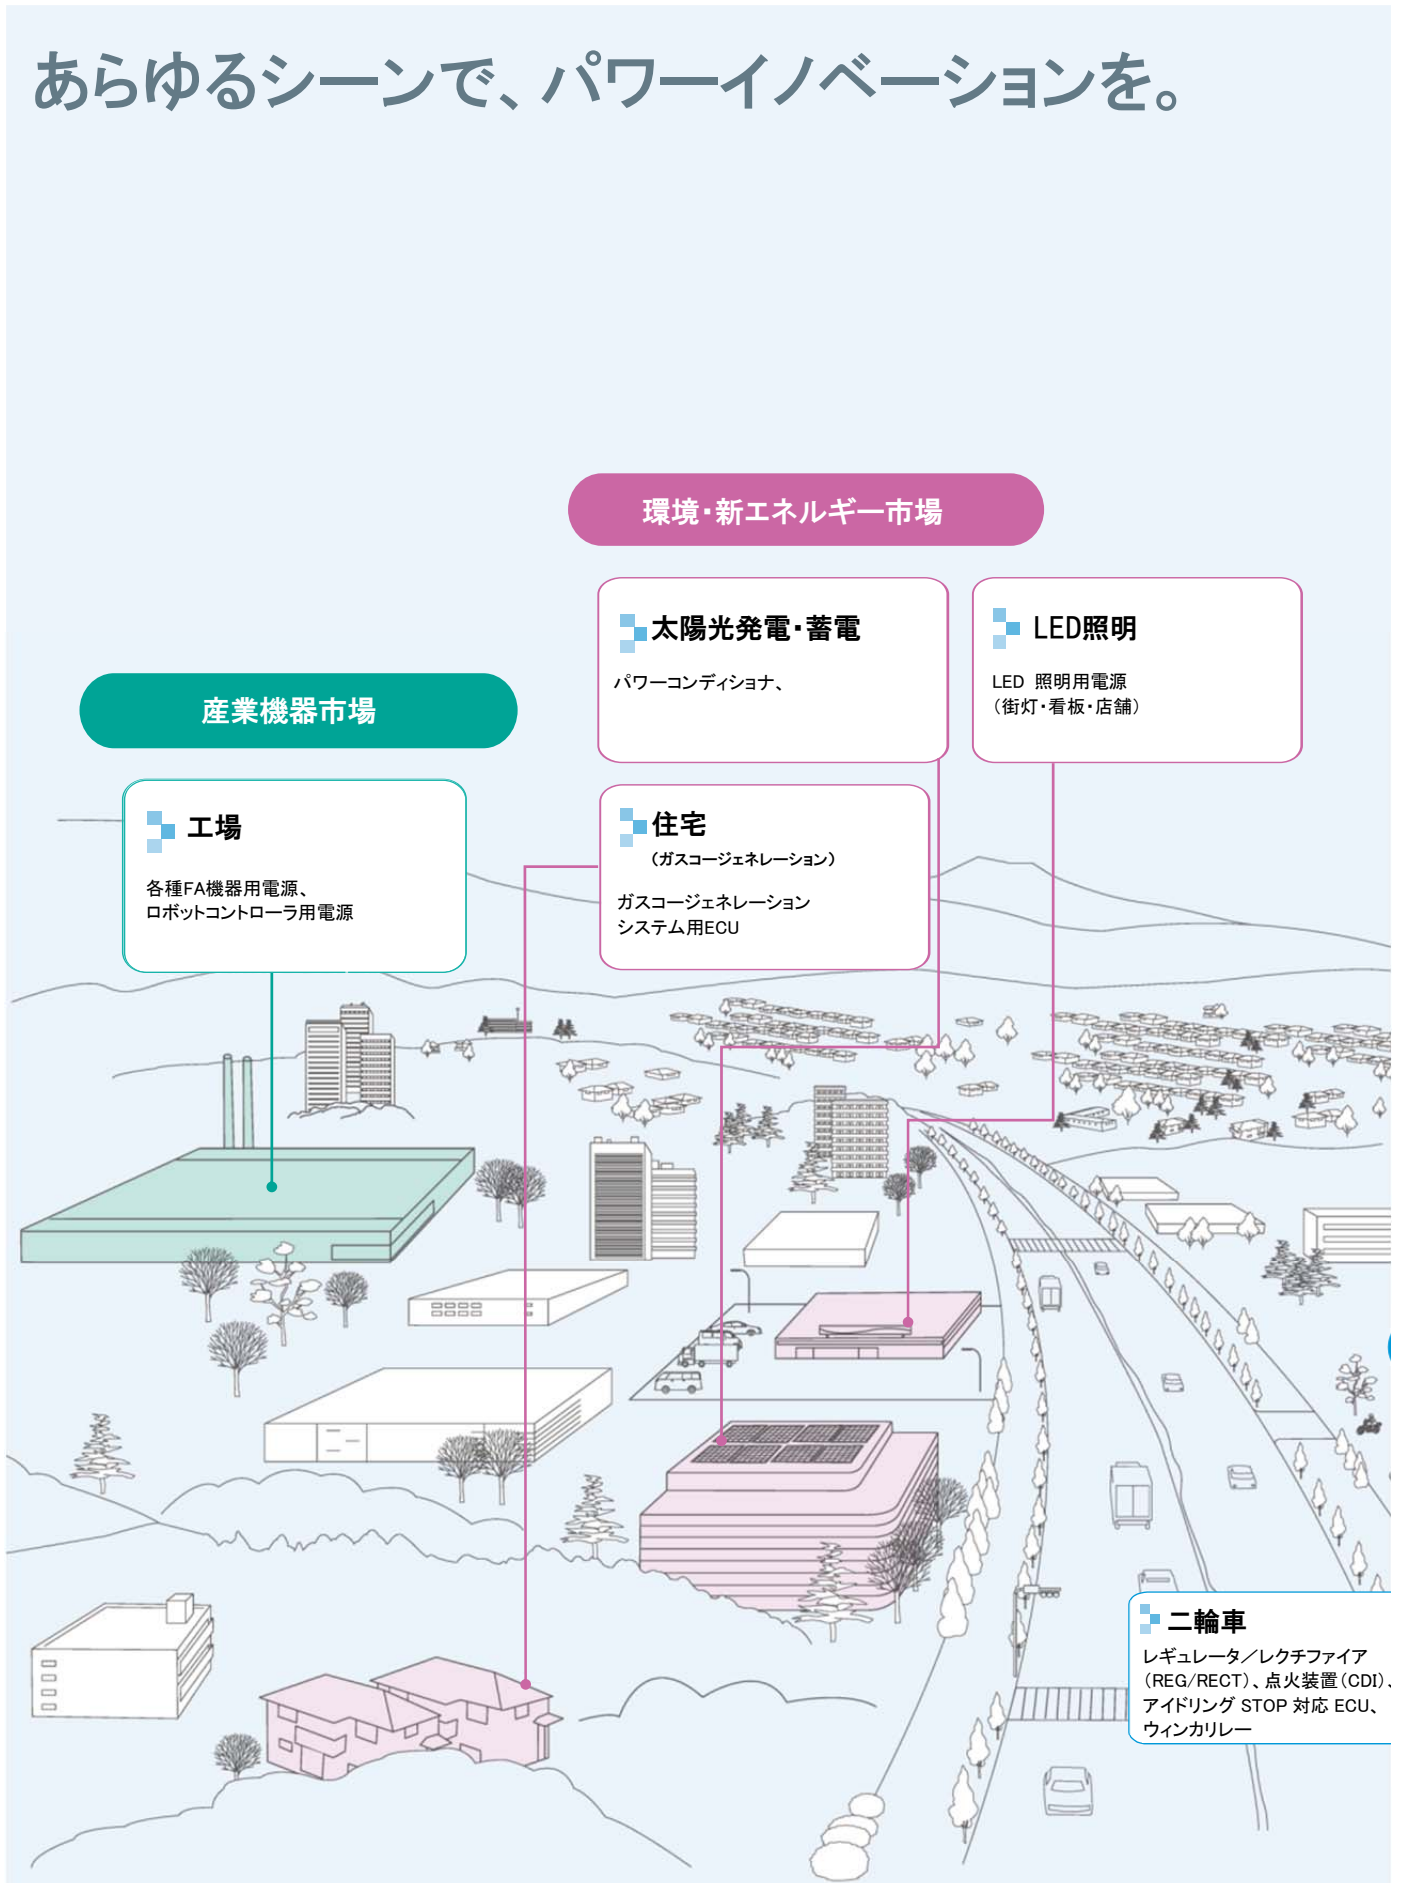 あらゆるシーンで、パワーイノベーションを。
環境・新エネルギー市場
太陽光発電・蓄電
パワーコンディショナ、
LED照明
LED 照明用電源
（街灯・看板・店舗）
産業機器市場
工場
各種FA機器用電源、
ロボットコントローラ用電源
住宅
（ガスコージェネレーション）
ガスコージェネレーション
システム用ECU
二輪車
レギュレータ／レクチファイア
（REG/RECT）、点火装置（CDI）、
アイドリング STOP 対応 ECU、
ウィンカリレー